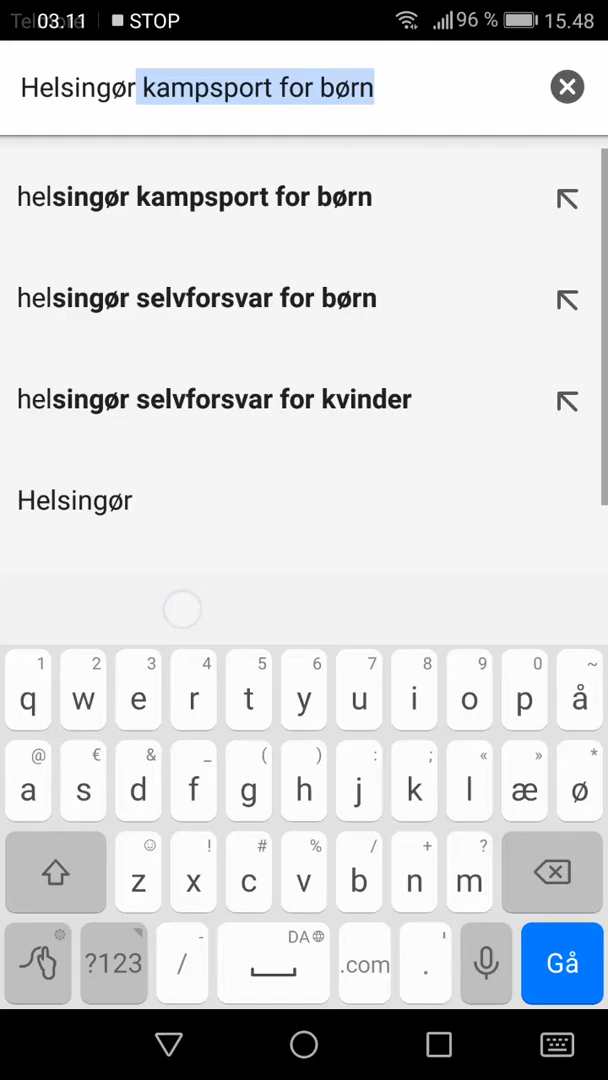 03.11 STOP 96 % 15.48
Helsingør kampsport for børn
helsingør kampsport for børn
helsingør selvforsvar for børn
helsingør selvforsvar for kvinder
Helsingør
1 2 3 4 5 6 7 8 9 0 ~
q w e r t y u i o p å
@ € & _ ( ) : ; « » *
a s d f g h j k l æ ø
! # % / + ?
z x c v b n m
- DA '
?123 / .com . Gå